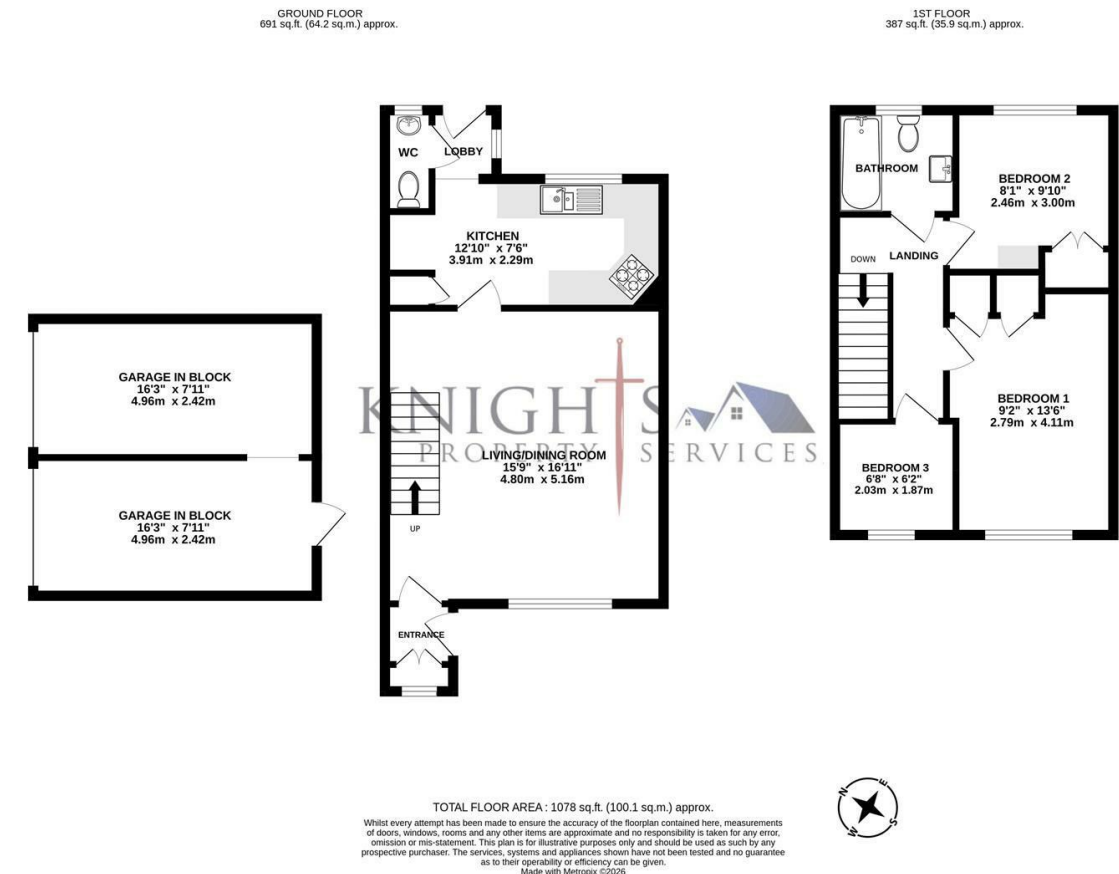 GROUND FLOOR
691 sq.ft. (64.2 sq.m.) approx.
1ST FLOOR
387 sq.ft. (35.9 sq.m.) approx.
WC
LOBBY
KITCHEN
12'10" x 7'6"
3.91m x 2.29m
GARAGE IN BLOCK
16'3" x 7'11"
4.96m x 2.42m
GARAGE IN BLOCK
16'3" x 7'11"
4.96m x 2.42m
KNIGHTS
PROPERTY SERVICES
LIVING/DINING ROOM
15'9" x 16'11"
4.80m x 5.16m
UP
ENTRANCE
BATHROOM
BEDROOM 2
8'1" x 9'10"
2.46m x 3.00m
DOWN
LANDING
BEDROOM 1
9'2" x 13'6"
2.79m x 4.11m
BEDROOM 3
6'8" x 6'2"
2.03m x 1.87m
N
E
S
W
TOTAL FLOOR AREA : 1078 sq.ft. (100.1 sq.m.) approx.
Whilst every attempt has been made to ensure the accuracy of the floorplan contained here, measurements
of doors, windows, rooms and any other items are approximate and no responsibility is taken for any error,
omission or mis-statement. This plan is for illustrative purposes only and should be used as such by any
prospective purchaser. The services, systems and appliances shown have not been tested and no guarantee
as to their operability or efficiency can be given.
Made with Metropix ©2026